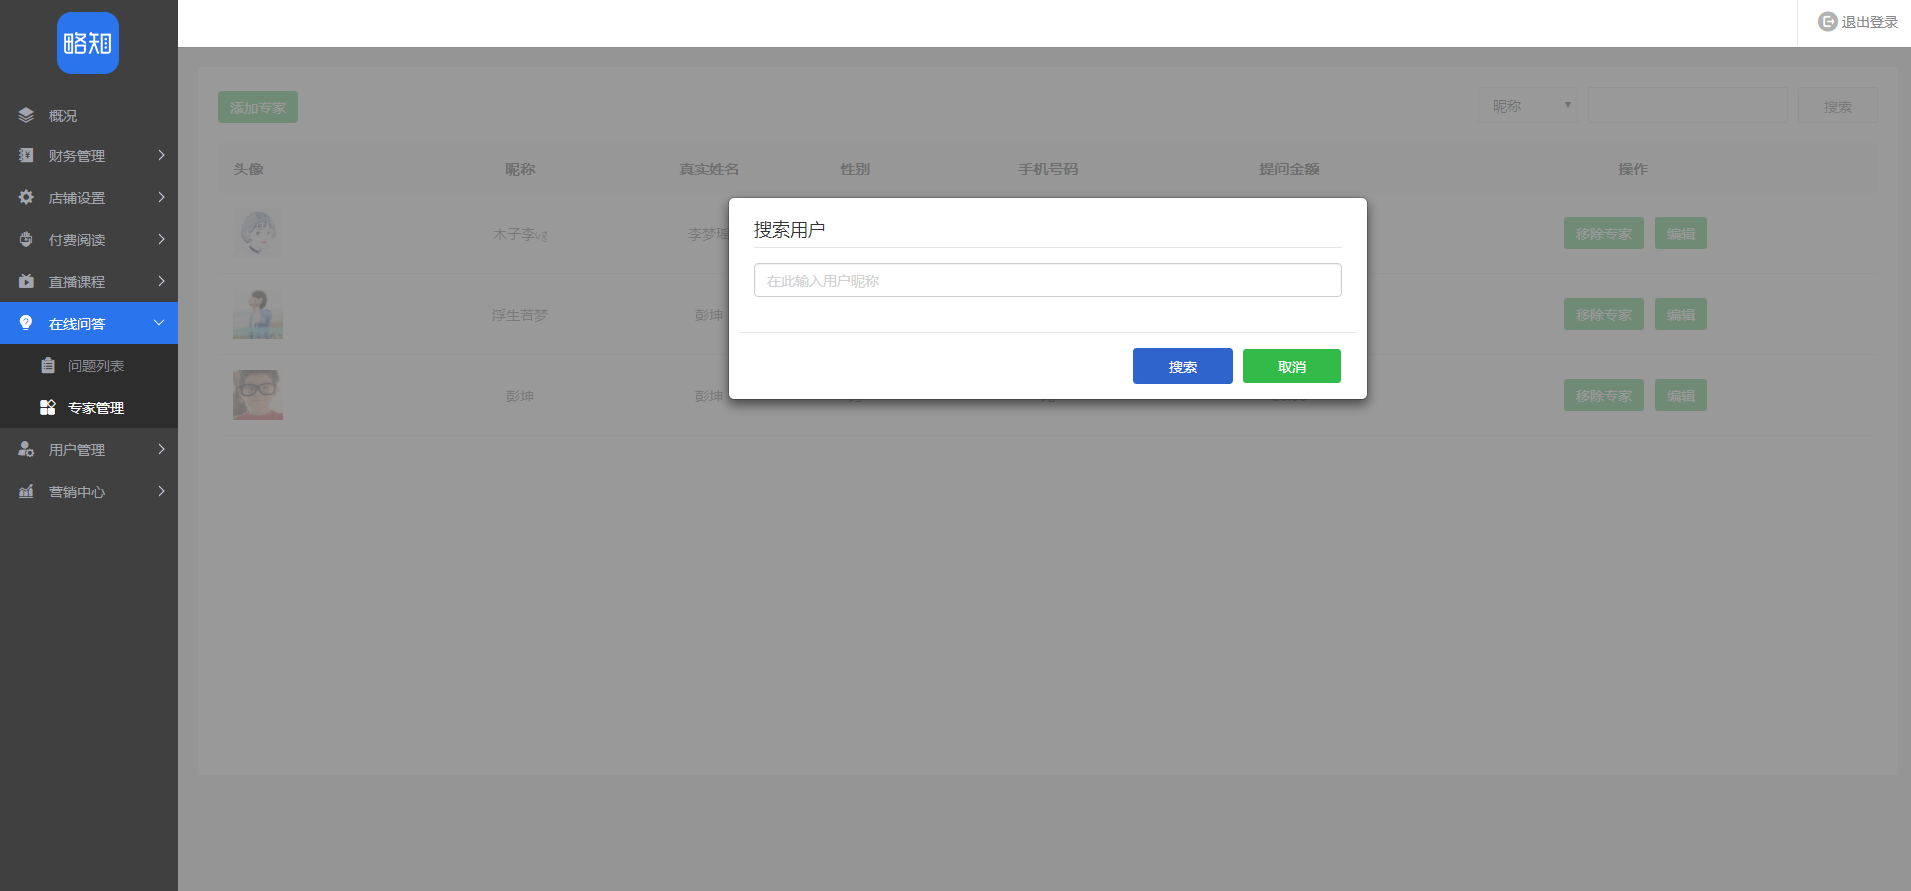 略知
退出登录
概况
财务管理
店铺设置
付费阅读
直播课程
在线问答
问题列表
专家管理
用户管理
营销中心
添加专家
昵称
搜索
头像 昵称 真实姓名 性别 手机号码 提问金额 操作
木子李 李梦瑶 移除专家 编辑
浮生若梦 彭坤 移除专家 编辑
彭坤 彭坤 移除专家 编辑
搜索用户
在此输入用户昵称
搜索 取消